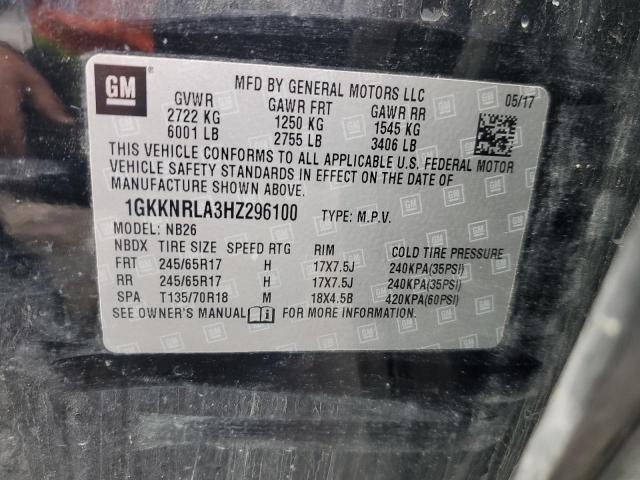 GM
MFD BY GENERAL MOTORS LLC
05/17
GVWR GAWR FRT GAWR RR
2722 KG 1250 KG 1545 KG
6001 LB 2755 LB 3406 LB
THIS VEHICLE CONFORMS TO ALL APPLICABLE U.S. FEDERAL MOTOR
VEHICLE SAFETY STANDARDS IN EFFECT ON THE DATE OF
MANUFACTURE SHOWN ABOVE.
1GKKNRLA3HZ296100 TYPE: M.P.V.
MODEL: NB26
NBDX TIRE SIZE SPEED RTG RIM COLD TIRE PRESSURE
FRT 245/65R17 H 17X7.5J 240KPA(35PSI)
RR 245/65R17 H 17X7.5J 240KPA(35PSI)
SPA T135/70R18 M 18X4.5B 420KPA(60PSI)
SEE OWNER'S MANUAL FOR MORE INFORMATION.